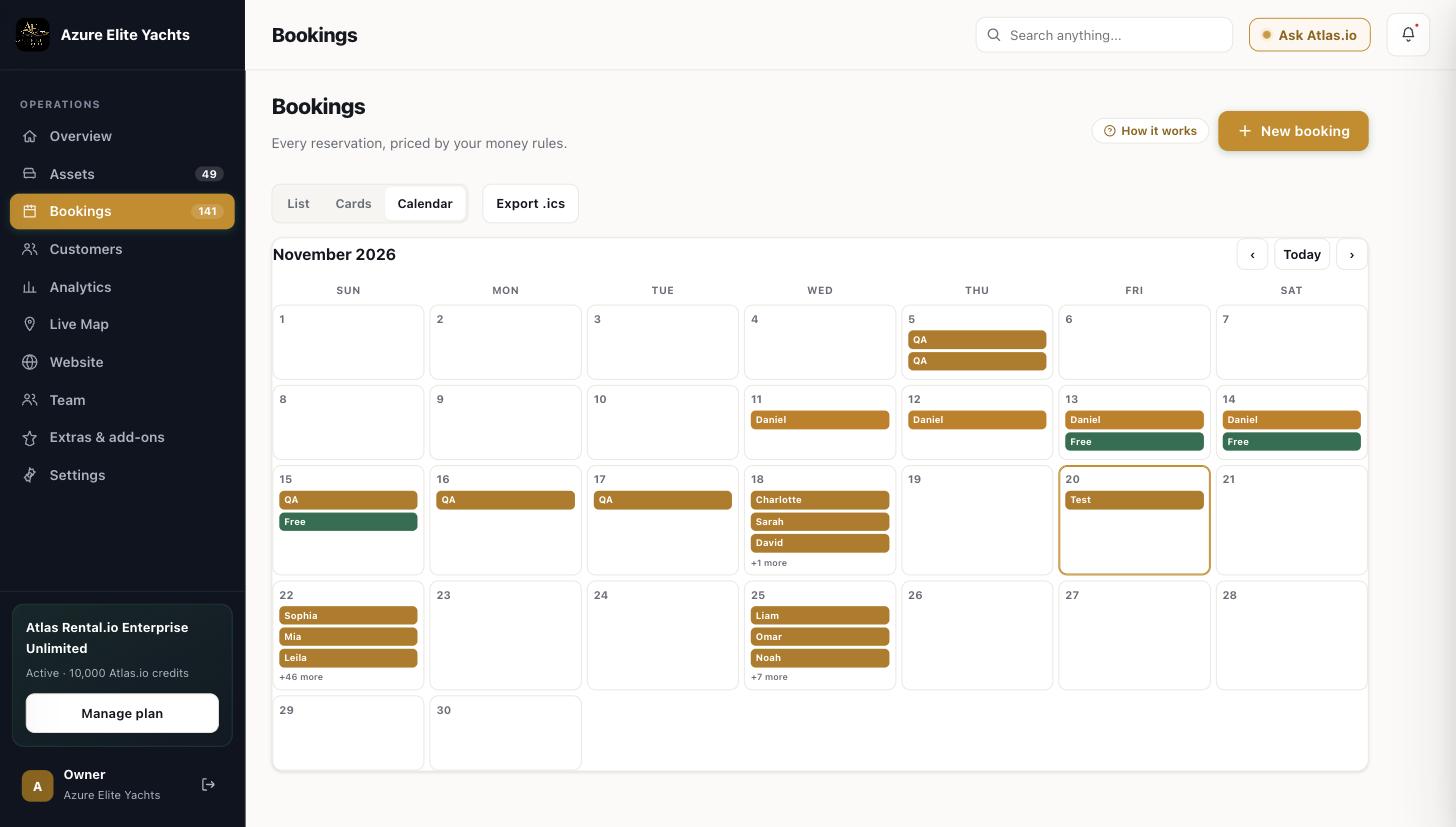 Azure Elite Yachts
OPERATIONS
Overview
Assets 49
Bookings 141
Customers
Analytics
Live Map
Website
Team
Extras & add-ons
Settings
Atlas Rental.io Enterprise
Unlimited
Active · 10,000 Atlas.io credits
Manage plan
A
Owner
Azure Elite Yachts
Bookings
Search anything...
Ask Atlas.io
Bookings
Every reservation, priced by your money rules.
How it works
+ New booking
List Cards Calendar Export .ics
November 2026
‹ Today ›
SUN MON TUE WED THU FRI SAT
1 2 3 4 5 6 7
QA
QA
8 9 10 11 12 13 14
Daniel Daniel Daniel Daniel
Free Free
15 16 17 18 19 20 21
QA QA QA Charlotte Test
Free Sarah
David
+1 more
22 23 24 25 26 27 28
Sophia Liam
Mia Omar
Leila Noah
+46 more +7 more
29 30